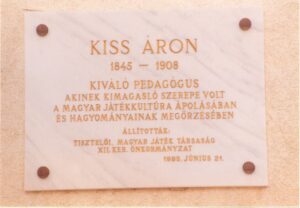 KISS ÁRON
1845 — 1908
KIVÁLÓ PEDAGÓGUS
AKINEK KIMAGASLÓ SZEREPE VOLT
A MAGYAR JÁTÉKKULTÚRA ÁPOLÁSÁBAN
ÉS HAGYOMÁNYAINAK MEGŐRZÉSÉBEN
ÁLLÍTOTTÁK:
TISZTELŐI, MAGYAR JÁTÉK TÁRSASÁG
XII. KER. ÖNKORMÁNYZAT
JÚNIUS 21.